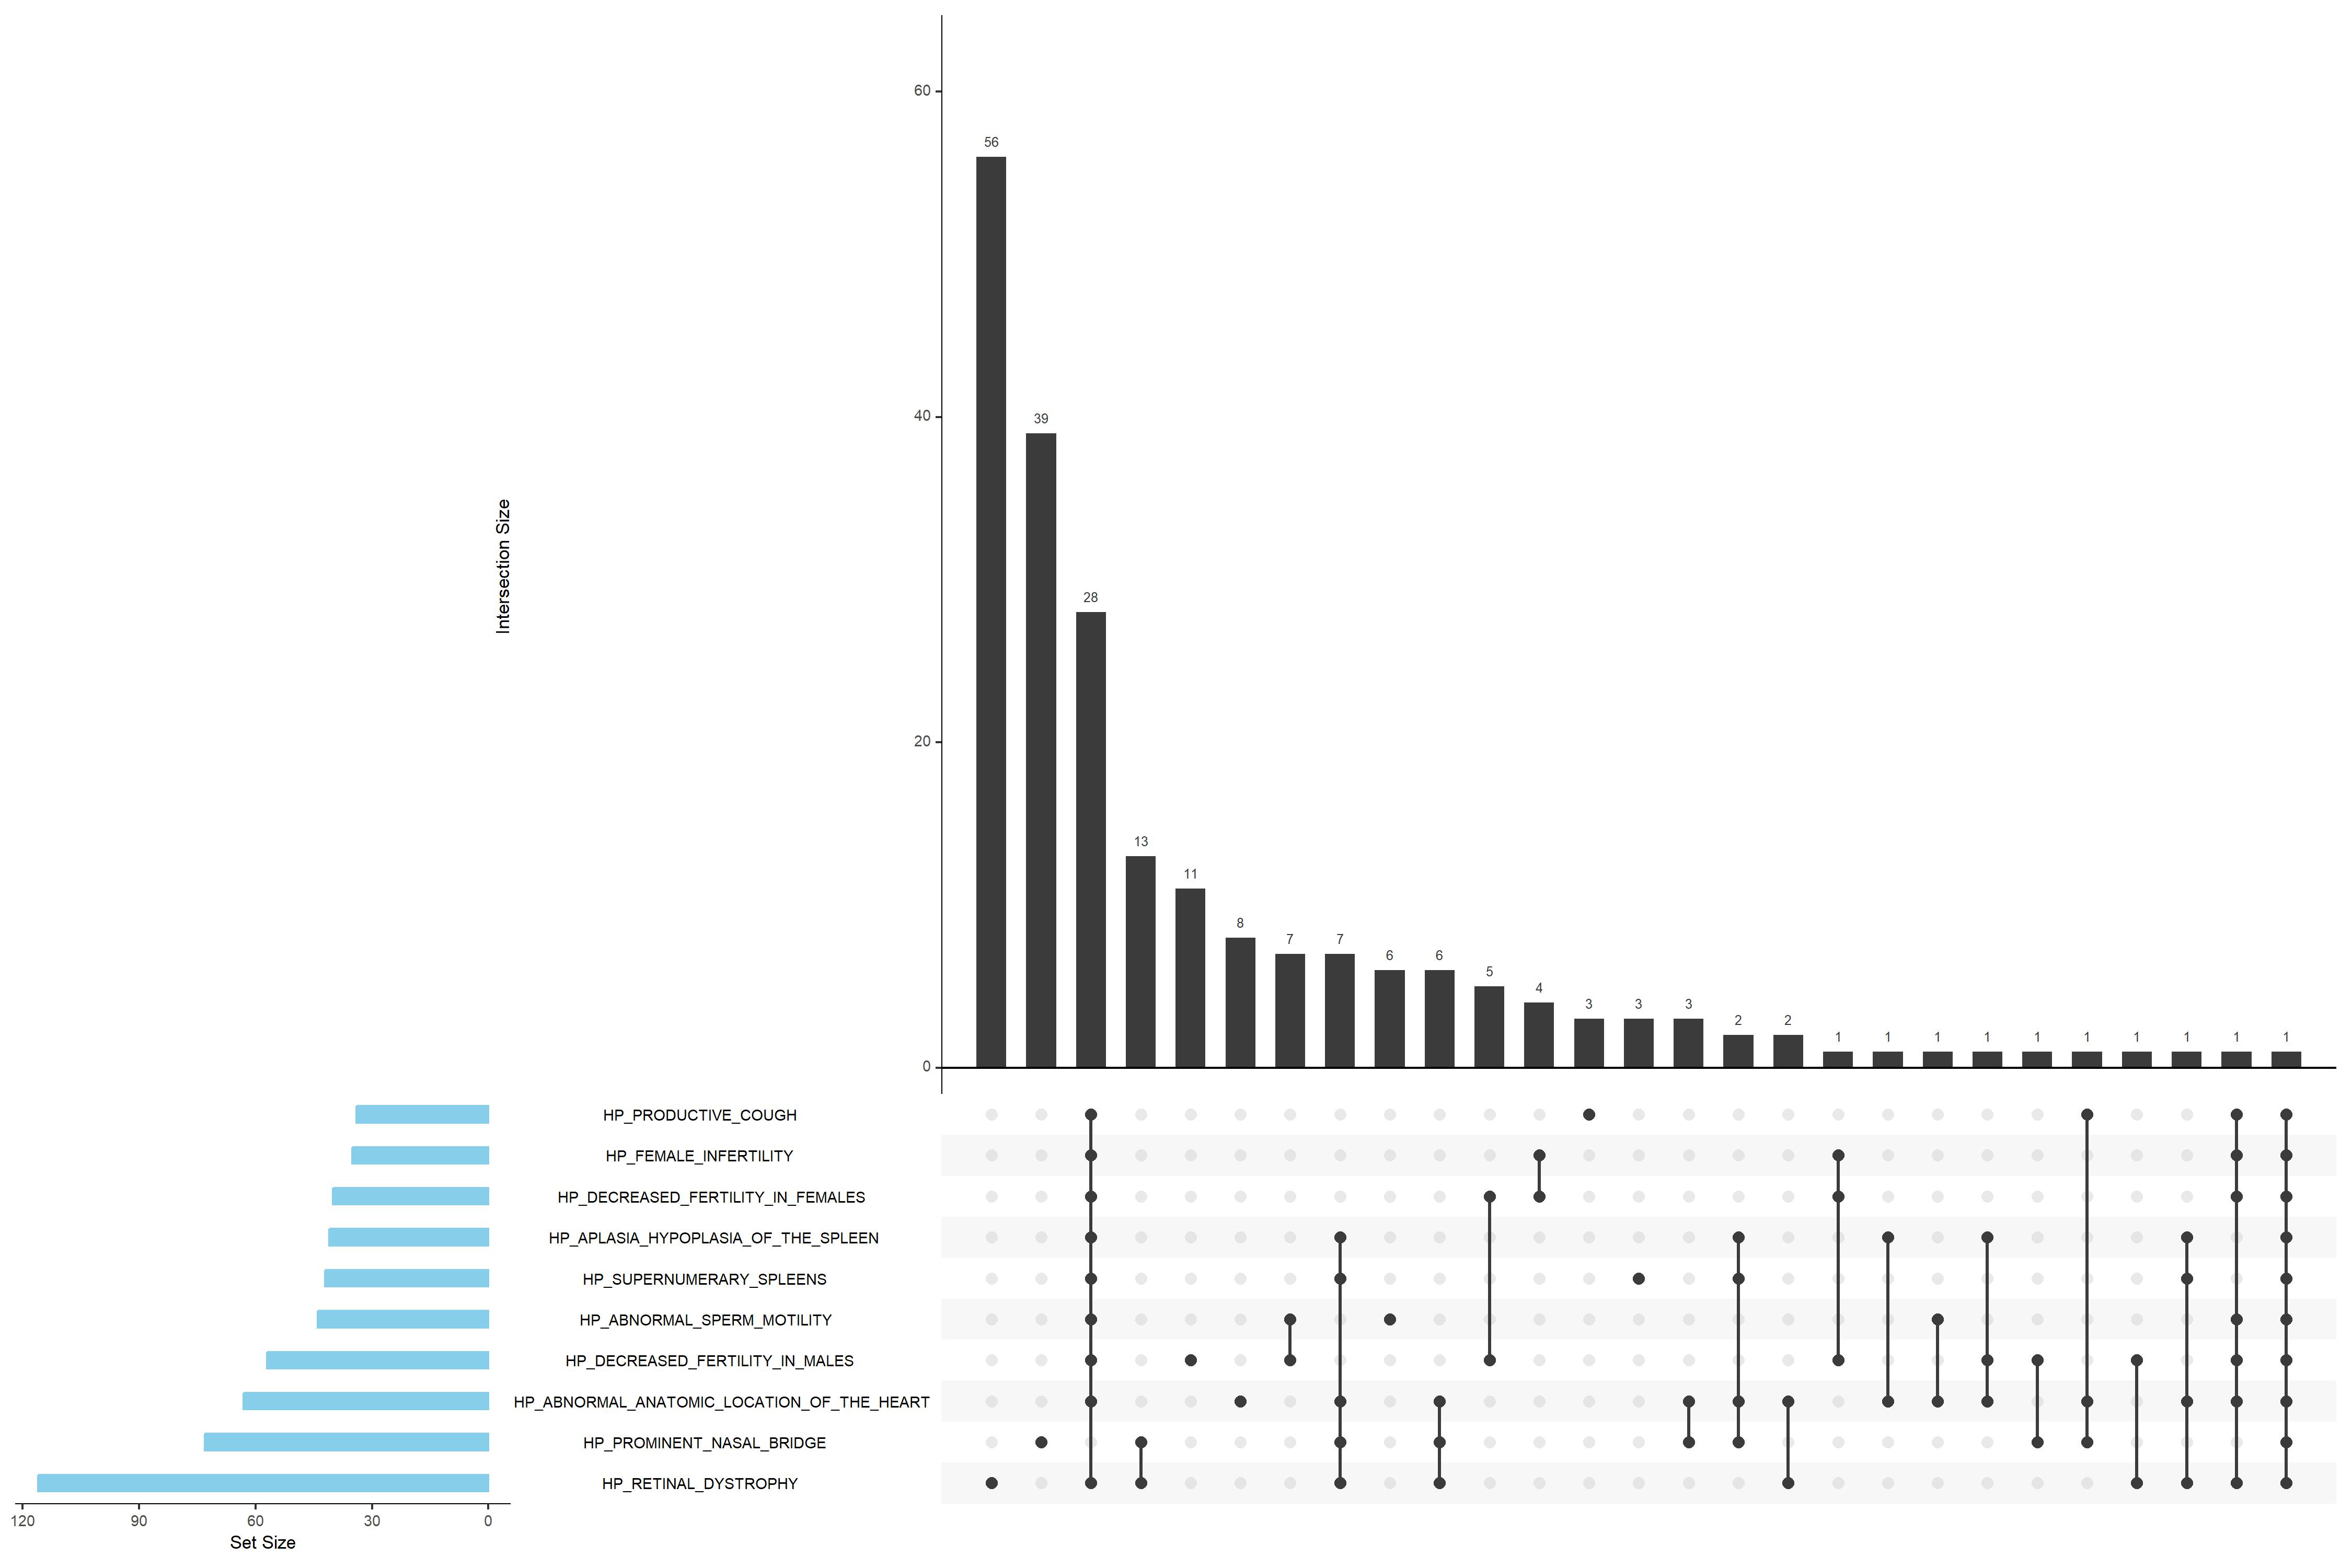 60
40
20
0
Intersection Size
56
39
28
13
11
8
7
7
6
6
5
4
3
3
3
2
2
1
1
1
1
1
1
1
1
1
1
HP_PRODUCTIVE_COUGH
HP_FEMALE_INFERTILITY
HP_DECREASED_FERTILITY_IN_FEMALES
HP_APLASIA_HYPOPLASIA_OF_THE_SPLEEN
HP_SUPERNUMERARY_SPLEENS
HP_ABNORMAL_SPERM_MOTILITY
HP_DECREASED_FERTILITY_IN_MALES
HP_ABNORMAL_ANATOMIC_LOCATION_OF_THE_HEART
HP_PROMINENT_NASAL_BRIDGE
HP_RETINAL_DYSTROPHY
120 90 60 30 0
Set Size